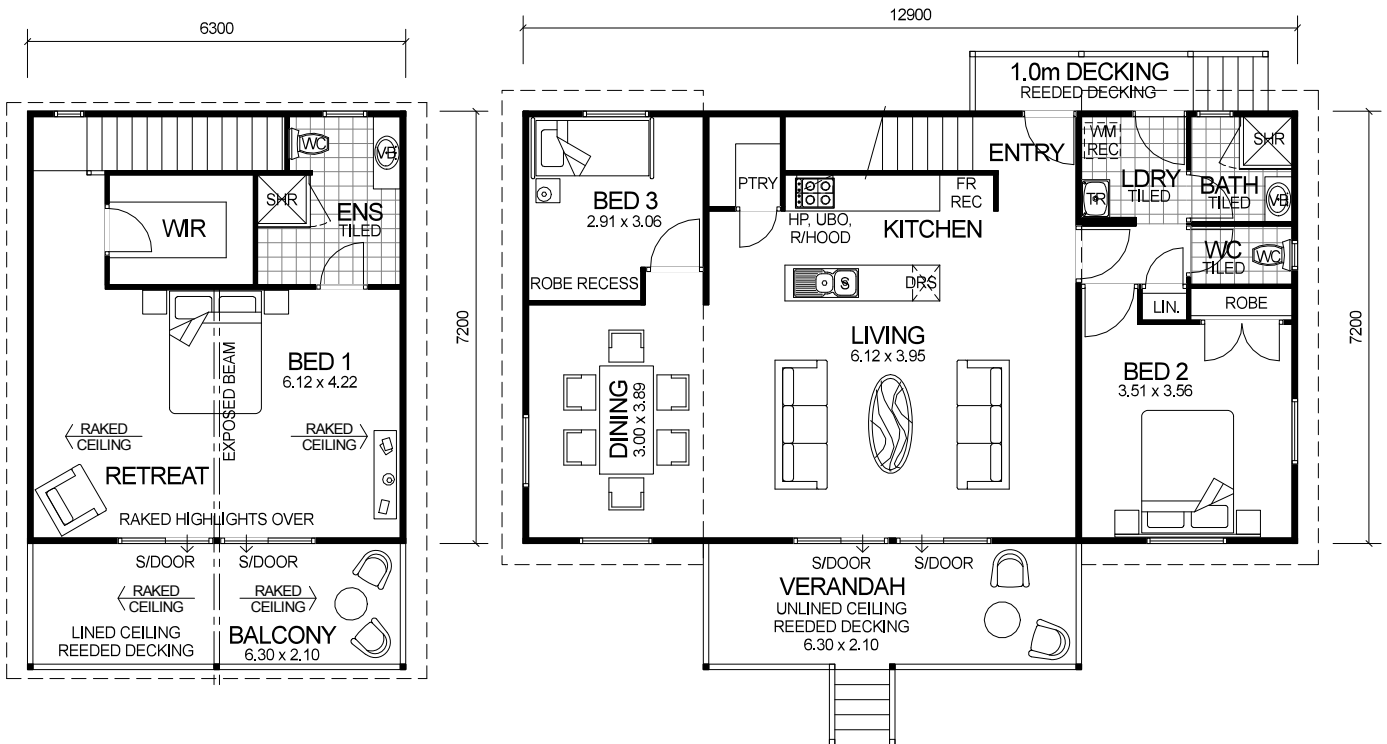 6300
7200
WC
VB
SHR
ENS
TILED
WIR
BED 1
6.12 x 4.22
EXPOSED BEAM
RAKED
CEILING
RAKED
CEILING
RETREAT
RAKED HIGHLIGHTS OVER
S/DOOR
S/DOOR
RAKED
CEILING
RAKED
CEILING
LINED CEILING
REEDED DECKING
BALCONY
6.30 x 2.10
12900
7200
1.0m DECKING
REEDED DECKING
BED 3
2.91 x 3.06
ROBE RECESS
PTRY
ENTRY
FR
REC
HP, UBO,
R/HOOD
KITCHEN
S
DRS
WM
REC
TR
LDRY
TILED
BATH
TILED
SHR
VB
WC
TILED
WC
LIN.
ROBE
LIVING
6.12 x 3.95
DINING
3.00 x 3.89
BED 2
3.51 x 3.56
S/DOOR
S/DOOR
VERANDAH
UNLINED CEILING
REEDED DECKING
6.30 x 2.10